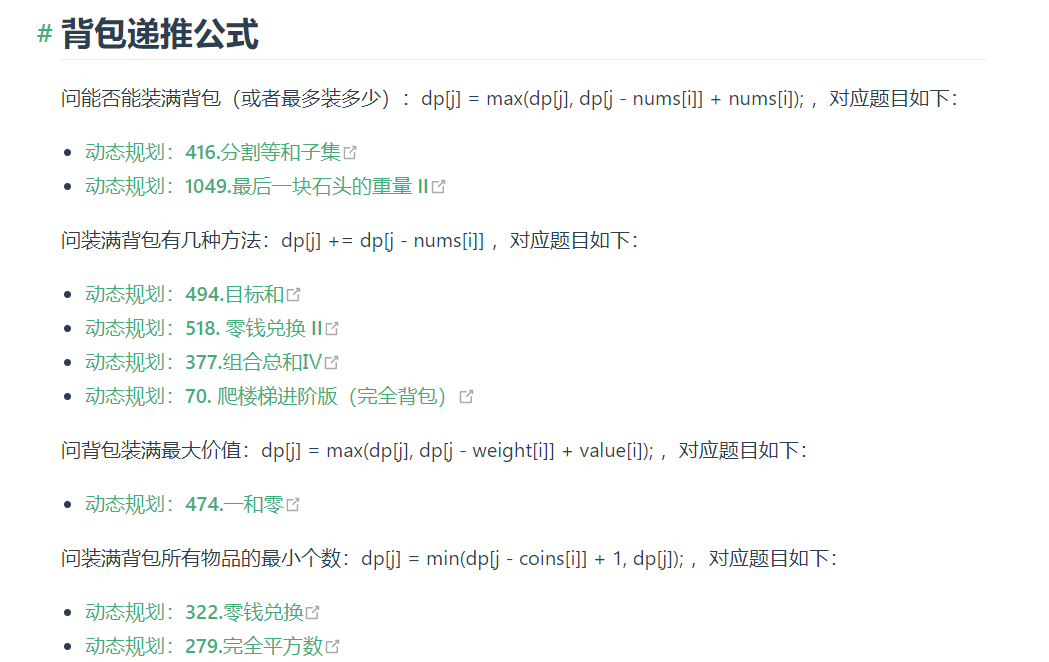 # 背包递推公式
问能否能装满背包（或者最多装多少）：dp[j] = max(dp[j], dp[j - nums[i]] + nums[i]); ，对应题目如下：
动态规划：416.分割等和子集
动态规划：1049.最后一块石头的重量 II
问装满背包有几种方法：dp[j] += dp[j - nums[i]] ，对应题目如下：
动态规划：494.目标和
动态规划：518. 零钱兑换 II
动态规划：377.组合总和Ⅳ
动态规划：70. 爬楼梯进阶版（完全背包）
问背包装满最大价值：dp[j] = max(dp[j], dp[j - weight[i]] + value[i]); ，对应题目如下：
动态规划：474.一和零
问装满背包所有物品的最小个数：dp[j] = min(dp[j - coins[i]] + 1, dp[j]); ，对应题目如下：
动态规划：322.零钱兑换
动态规划：279.完全平方数